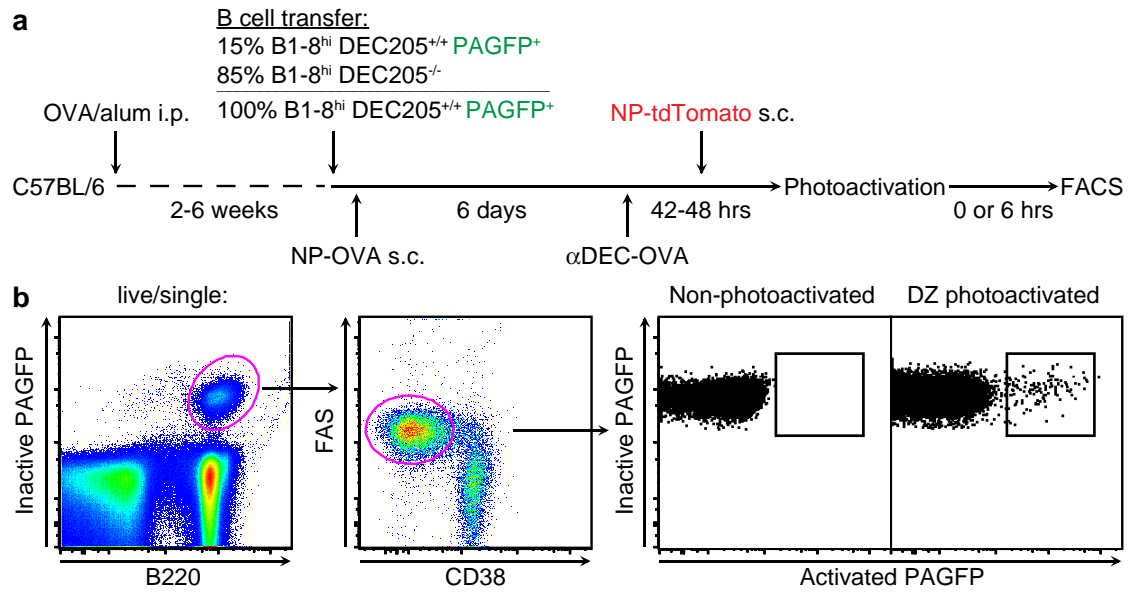 a
B cell transfer:
15% B1-8hi DEC205+/+ PAGFP+
85% B1-8hi DEC205-/-
100% B1-8hi DEC205+/+ PAGFP+
OVA/alum i.p.
NP-tdTomato s.c.
C57BL/6
Photoactivation
FACS
2-6 weeks
6 days
42-48 hrs
0 or 6 hrs
NP-OVA s.c.
αDEC-OVA
b
live/single:
Non-photoactivated
DZ photoactivated
Inactive PAGFP
FAS
Inactive PAGFP
B220
CD38
Activated PAGFP